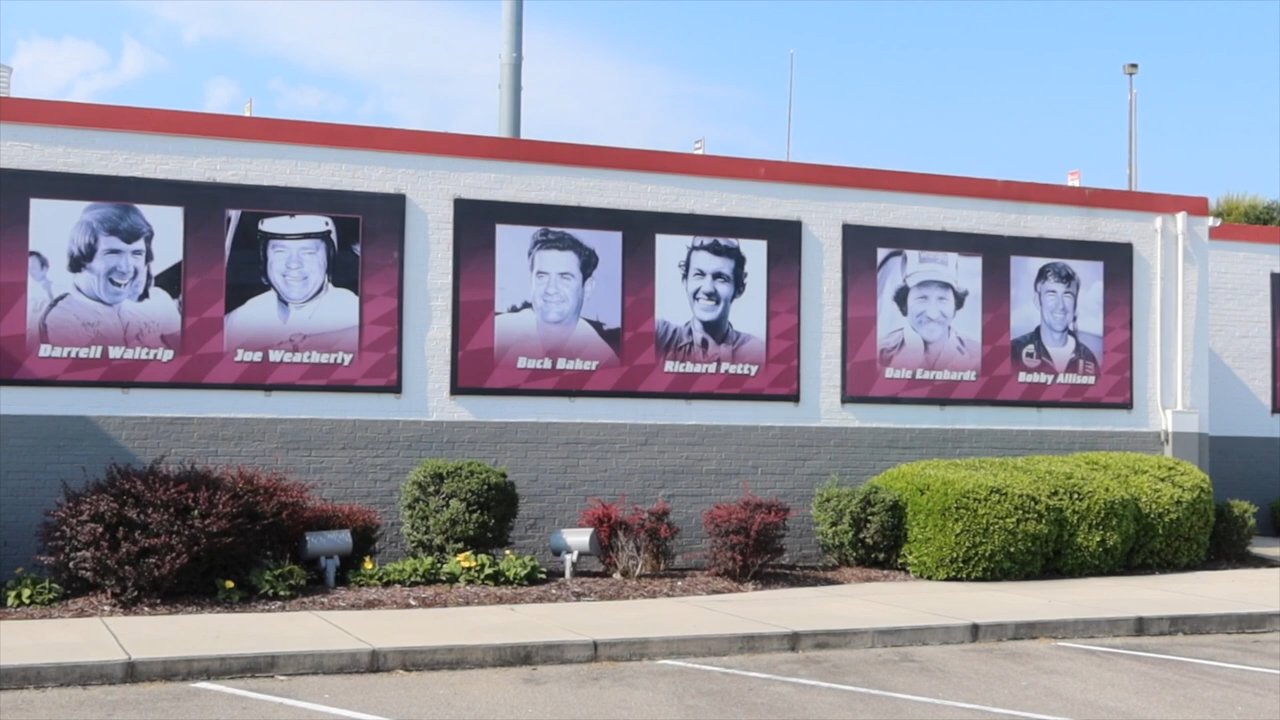 Darrell Waltrip
Joe Weatherly
Buck Baker
Richard Petty
Dale Earnhardt
Bobby Allison